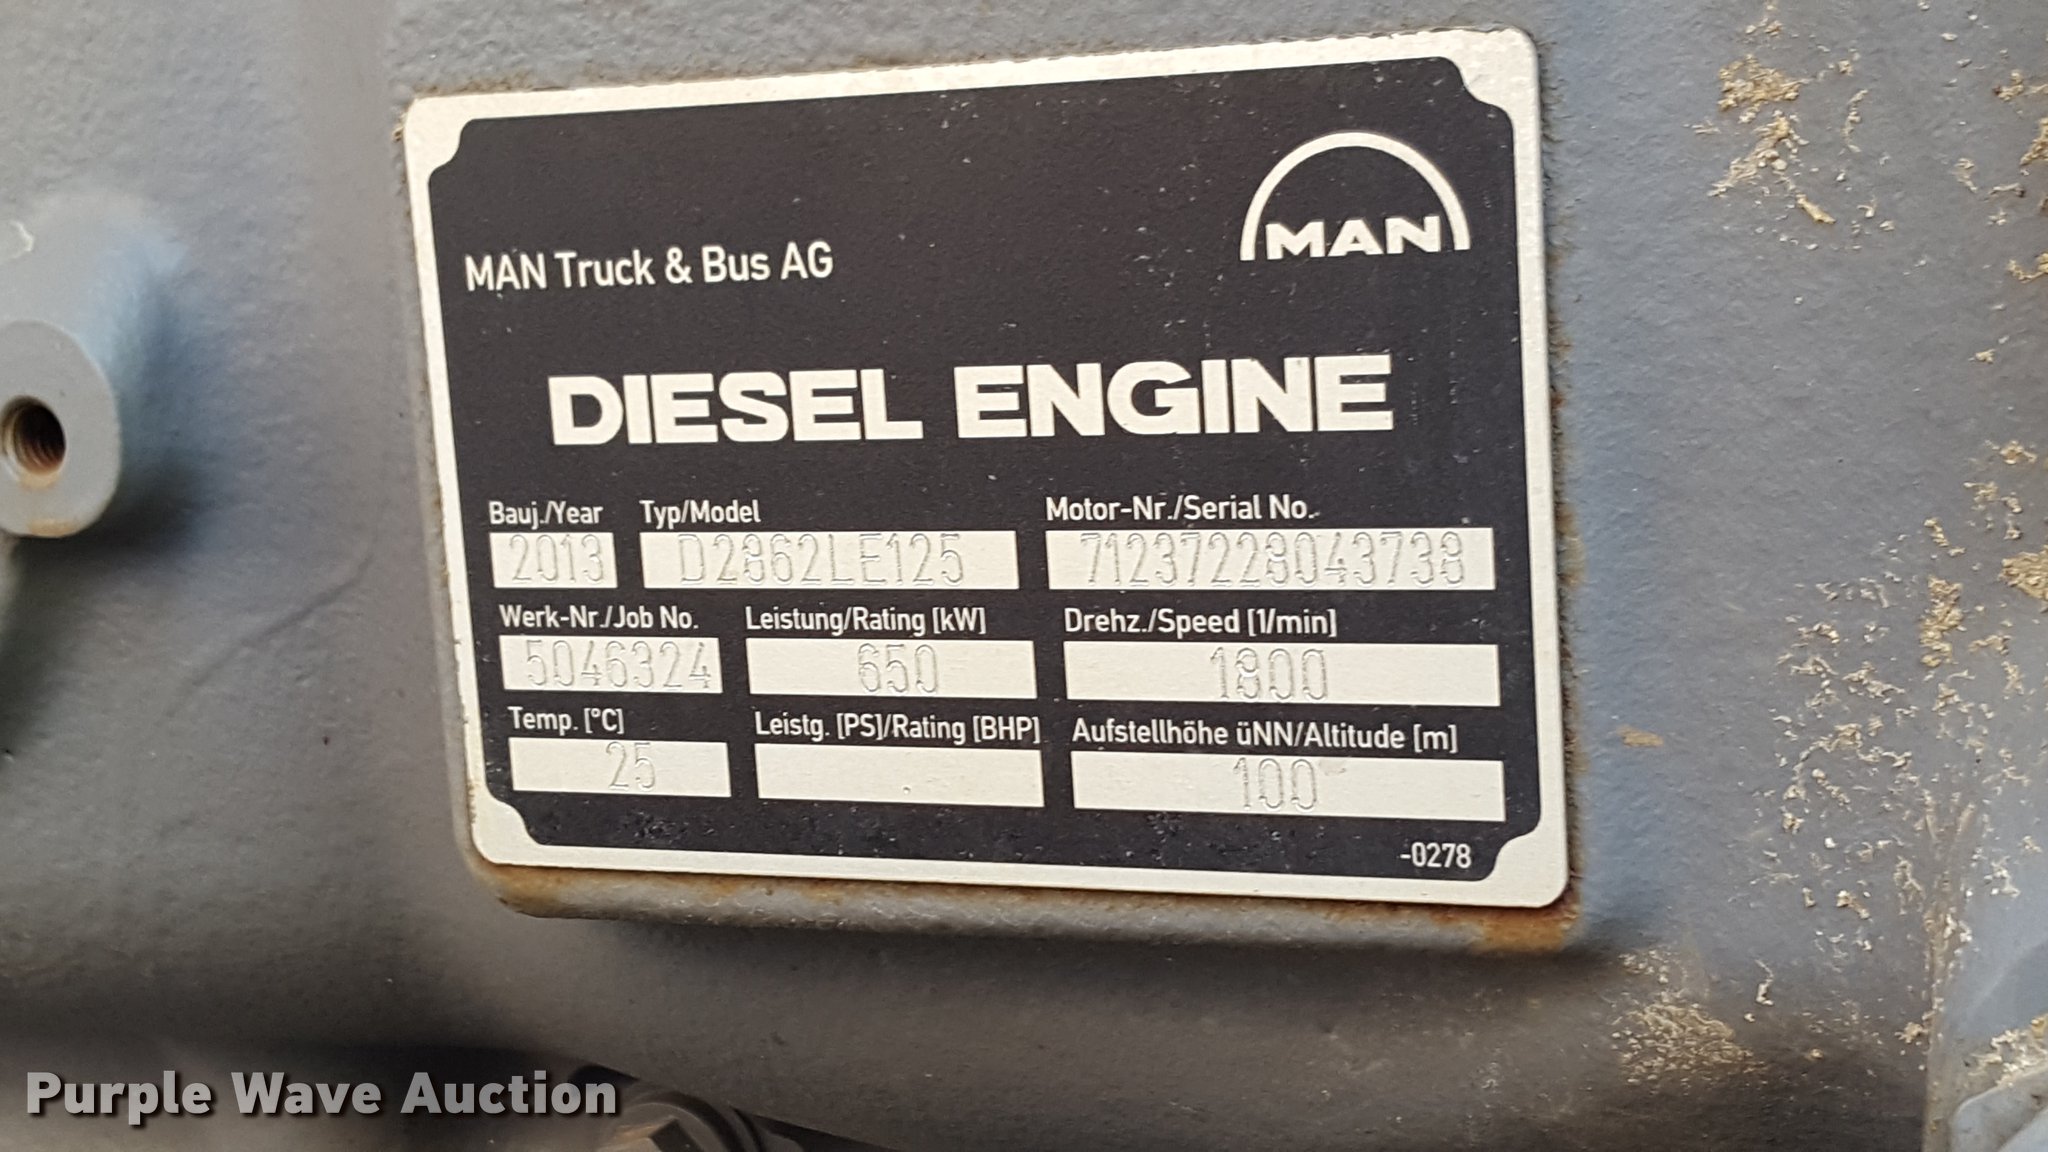 MAN
MAN Truck & Bus AG
DIESEL ENGINE
Bauj./Year Typ/Model Motor-Nr./Serial No.
2013 D2862LE125 71237228043738
Werk-Nr./Job No. Leistung/Rating [kW] Drehz./Speed [1/min]
5046324 650 1800
Temp. [°C] Leistg. [PS]/Rating [BHP] Aufstellhöhe üNN/Altitude [m]
25 100
-0278
Purple Wave Auction